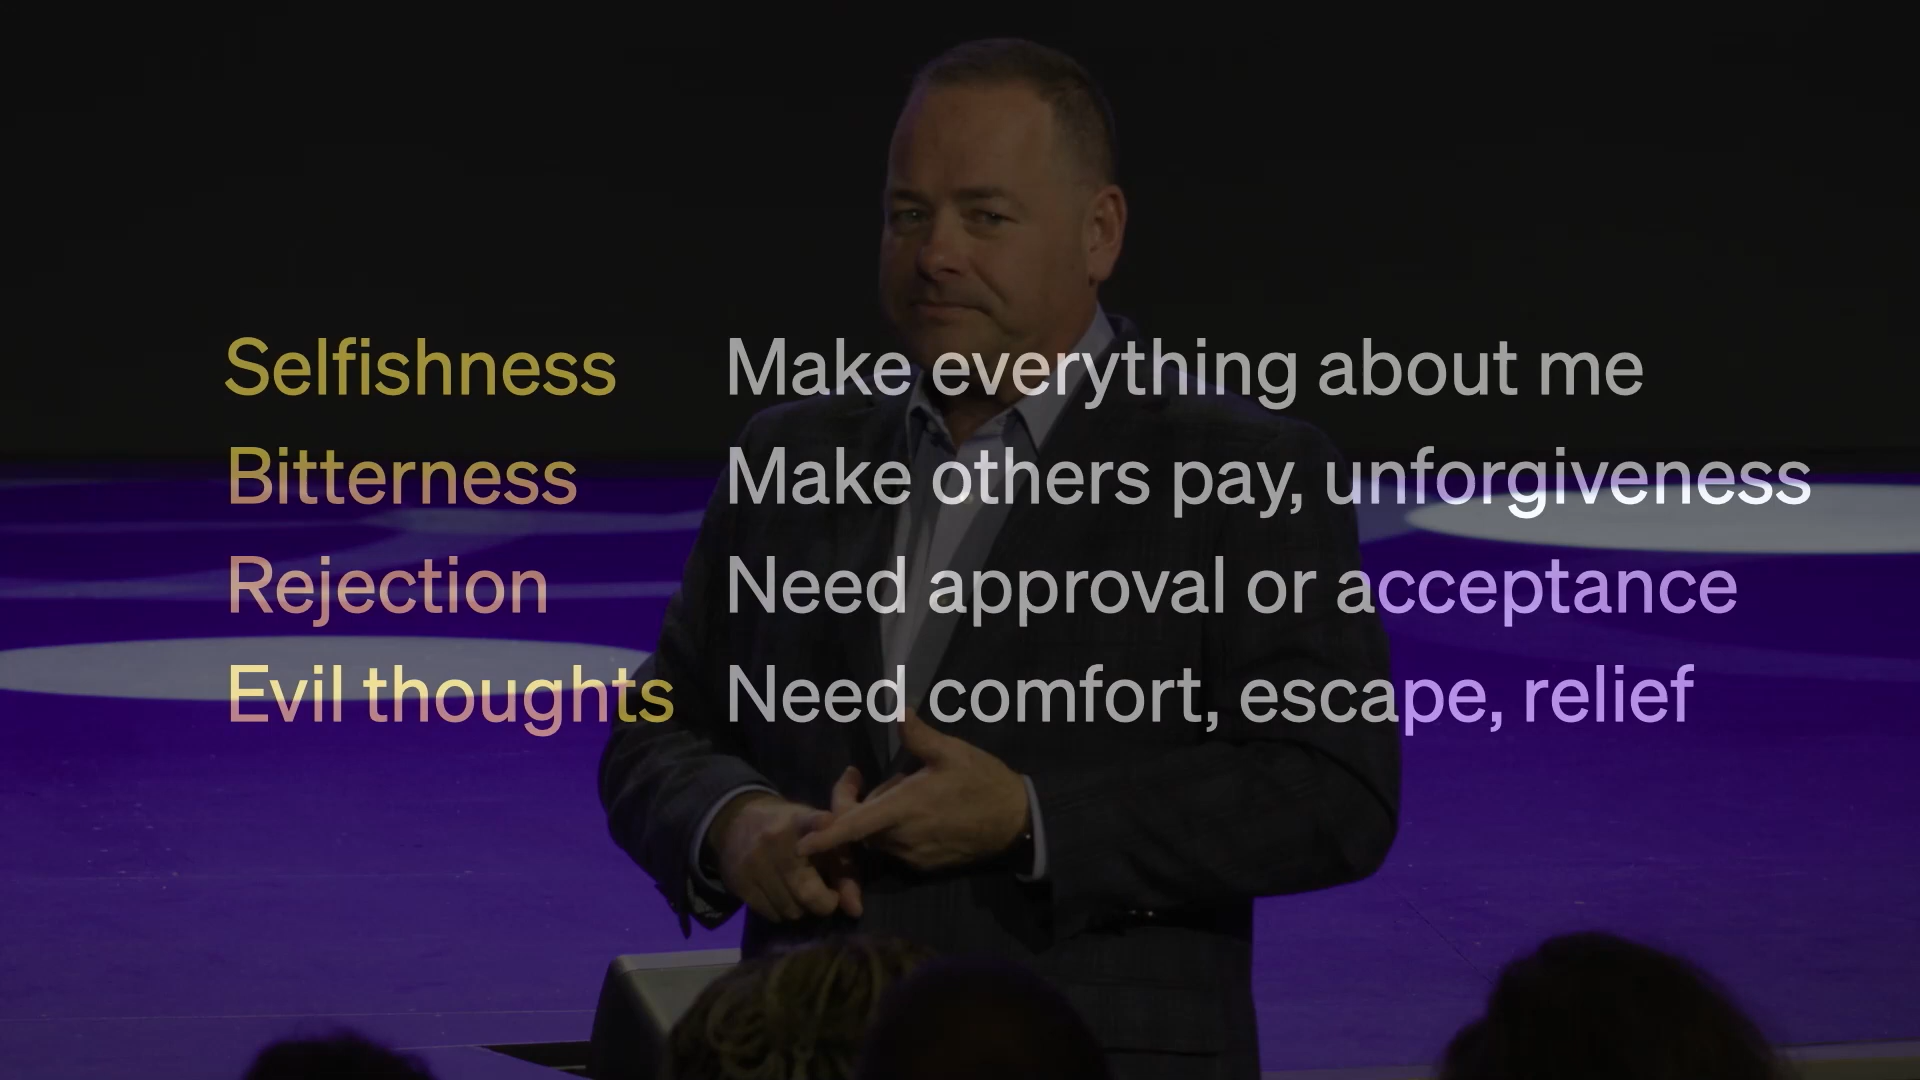 Selfishness Make everything about me
Bitterness Make others pay, unforgiveness
Rejection Need approval or acceptance
Evil thoughts Need comfort, escape, relief